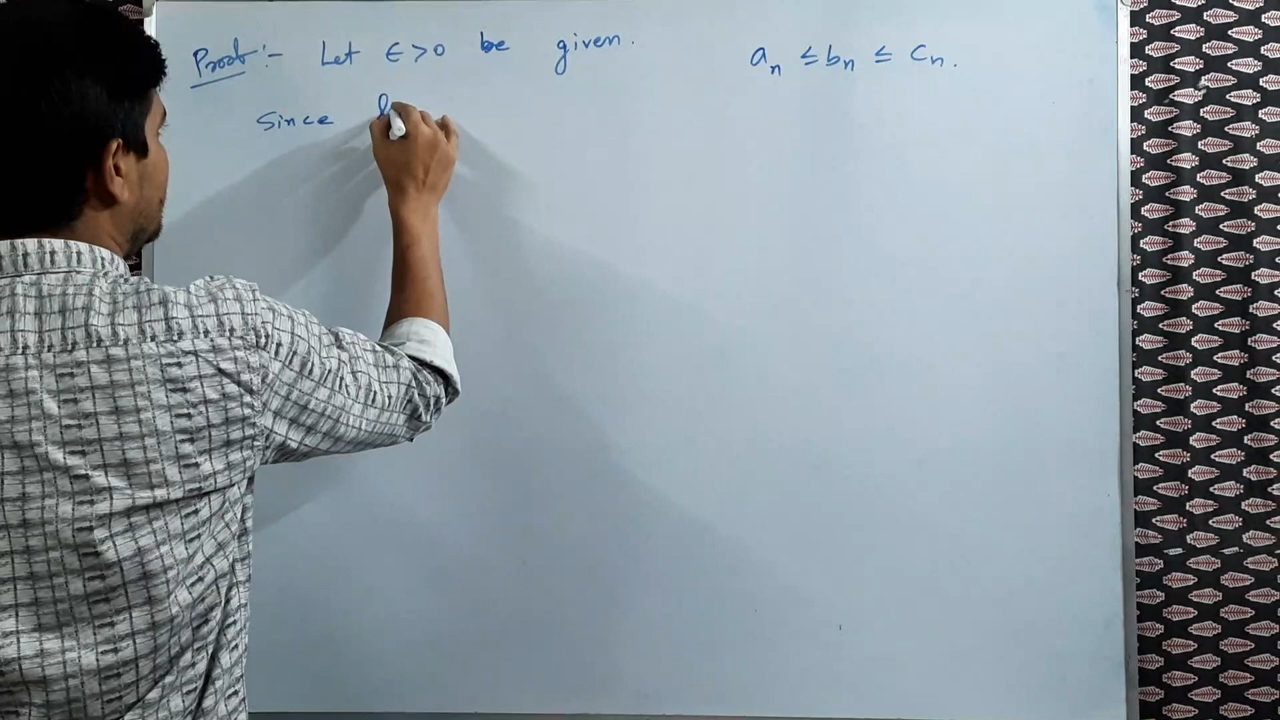 Proof :- Let ϵ>0 be given.
aₙ ≤ bₙ ≤ cₙ.
Since